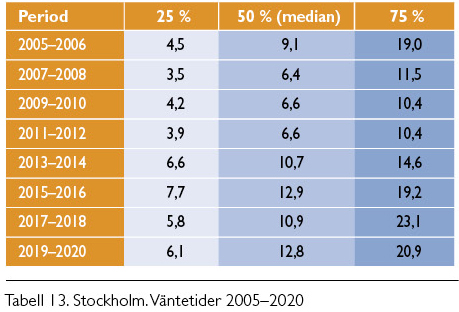 Period 25 % 50 % (median) 75 %
2005–2006 4,5 9,1 19,0
2007–2008 3,5 6,4 11,5
2009–2010 4,2 6,6 10,4
2011–2012 3,9 6,6 10,4
2013–2014 6,6 10,7 14,6
2015–2016 7,7 12,9 19,2
2017–2018 5,8 10,9 23,1
2019–2020 6,1 12,8 20,9
Tabell 13. Stockholm. Väntetider 2005–2020